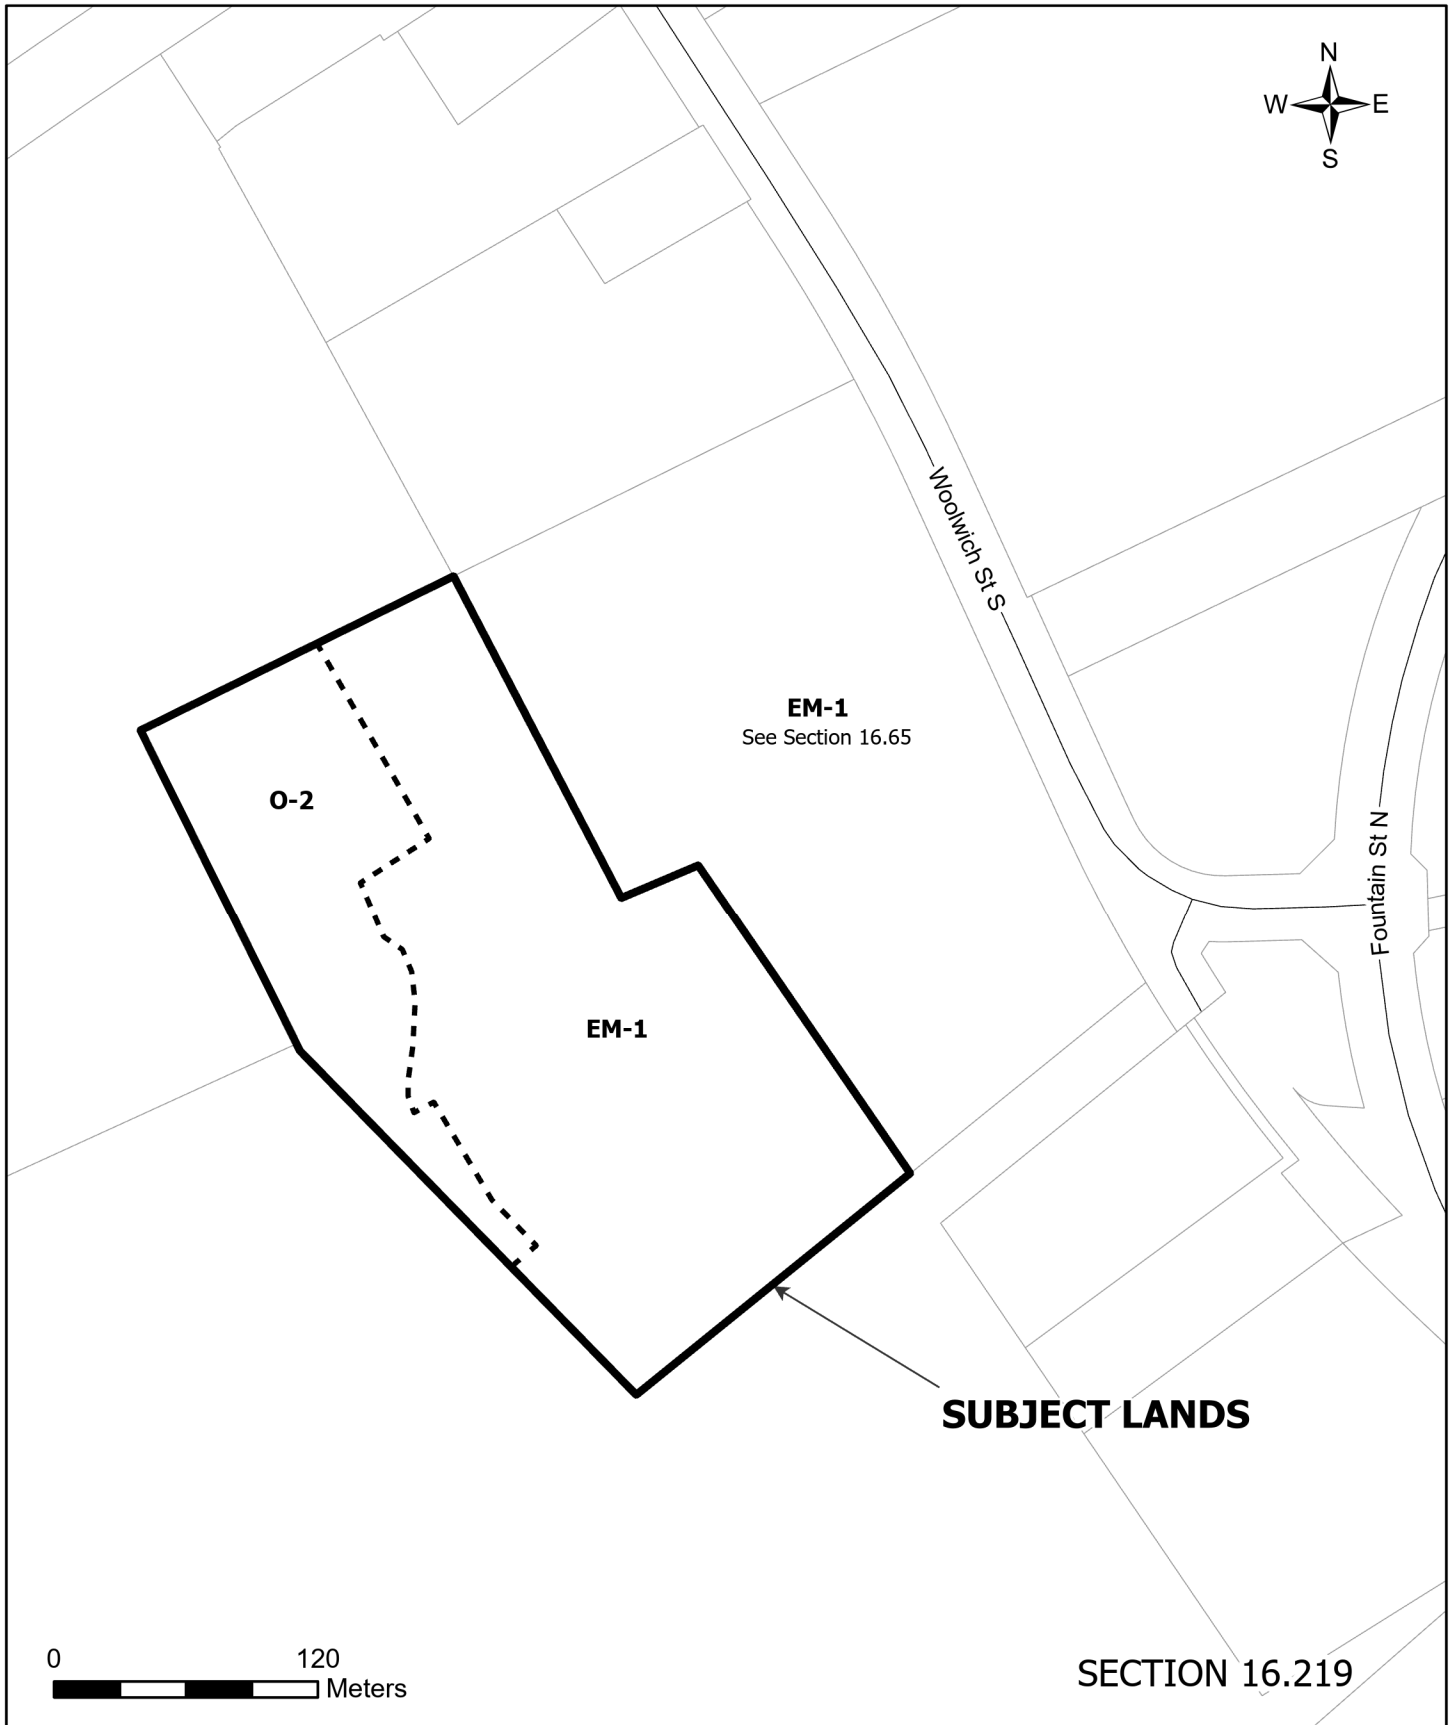 N
W E
S
Woolwich St S
EM-1
See Section 16.65
O-2
Fountain St N
EM-1
SUBJECT LANDS
0 120
Meters
SECTION 16.219